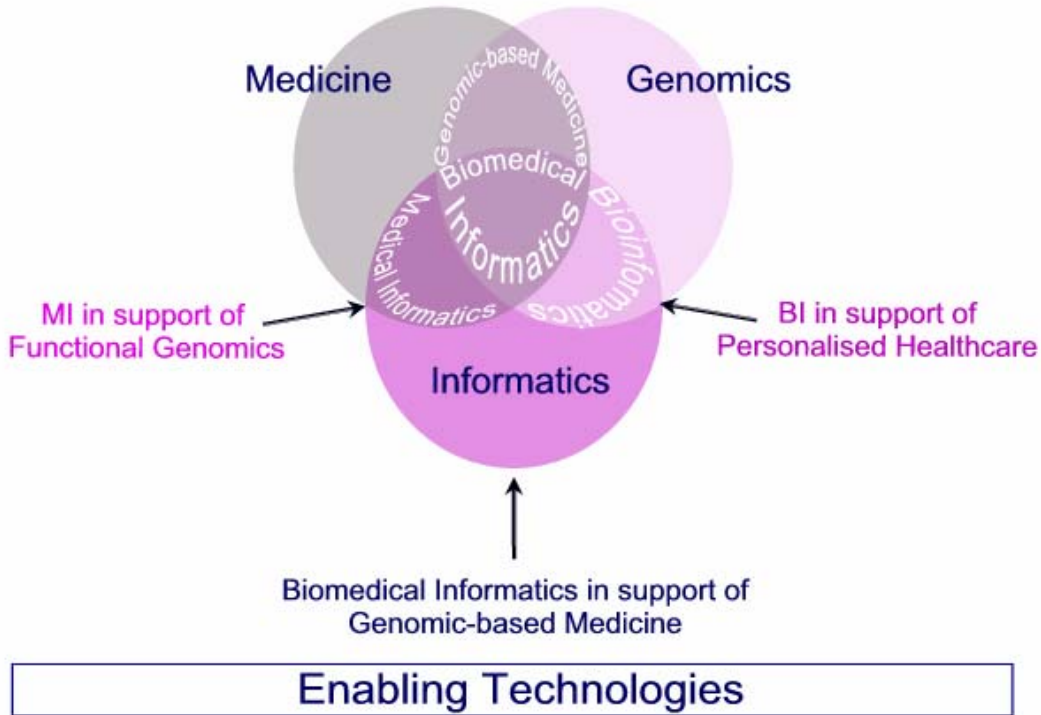 Medicine
Genomics
Genomic-based Medicine
Biomedical
Informatics
Medical Informatics
Bioinformatics
MI in support of
Functional Genomics
BI in support of
Personalised Healthcare
Informatics
Biomedical Informatics in support of
Genomic-based Medicine
Enabling Technologies